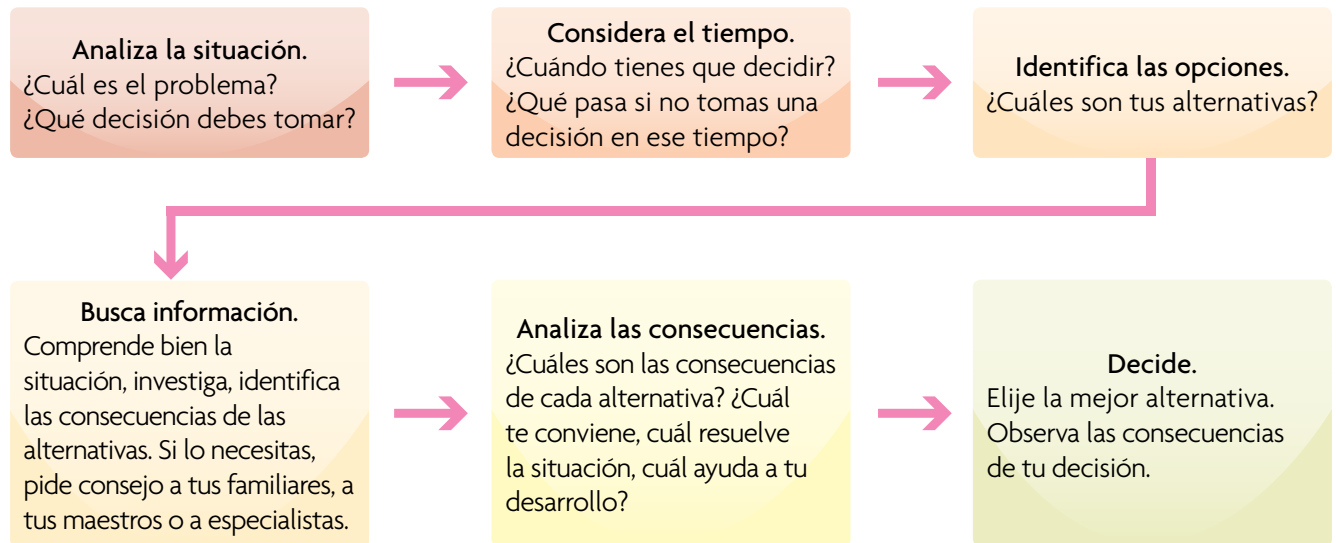 Analiza la situación.
¿Cuál es el problema?
¿Qué decisión debes tomar?
Considera el tiempo.
¿Cuándo tienes que decidir?
¿Qué pasa si no tomas una
decisión en ese tiempo?
Identifica las opciones.
¿Cuáles son tus alternativas?
Busca información.
Comprende bien la
situación, investiga, identifica
las consecuencias de las
alternativas. Si lo necesitas,
pide consejo a tus familiares, a
tus maestros o a especialistas.
Analiza las consecuencias.
¿Cuáles son las consecuencias
de cada alternativa? ¿Cuál
te conviene, cuál resuelve
la situación, cuál ayuda a tu
desarrollo?
Decide.
Elije la mejor alternativa.
Observa las consecuencias
de tu decisión.